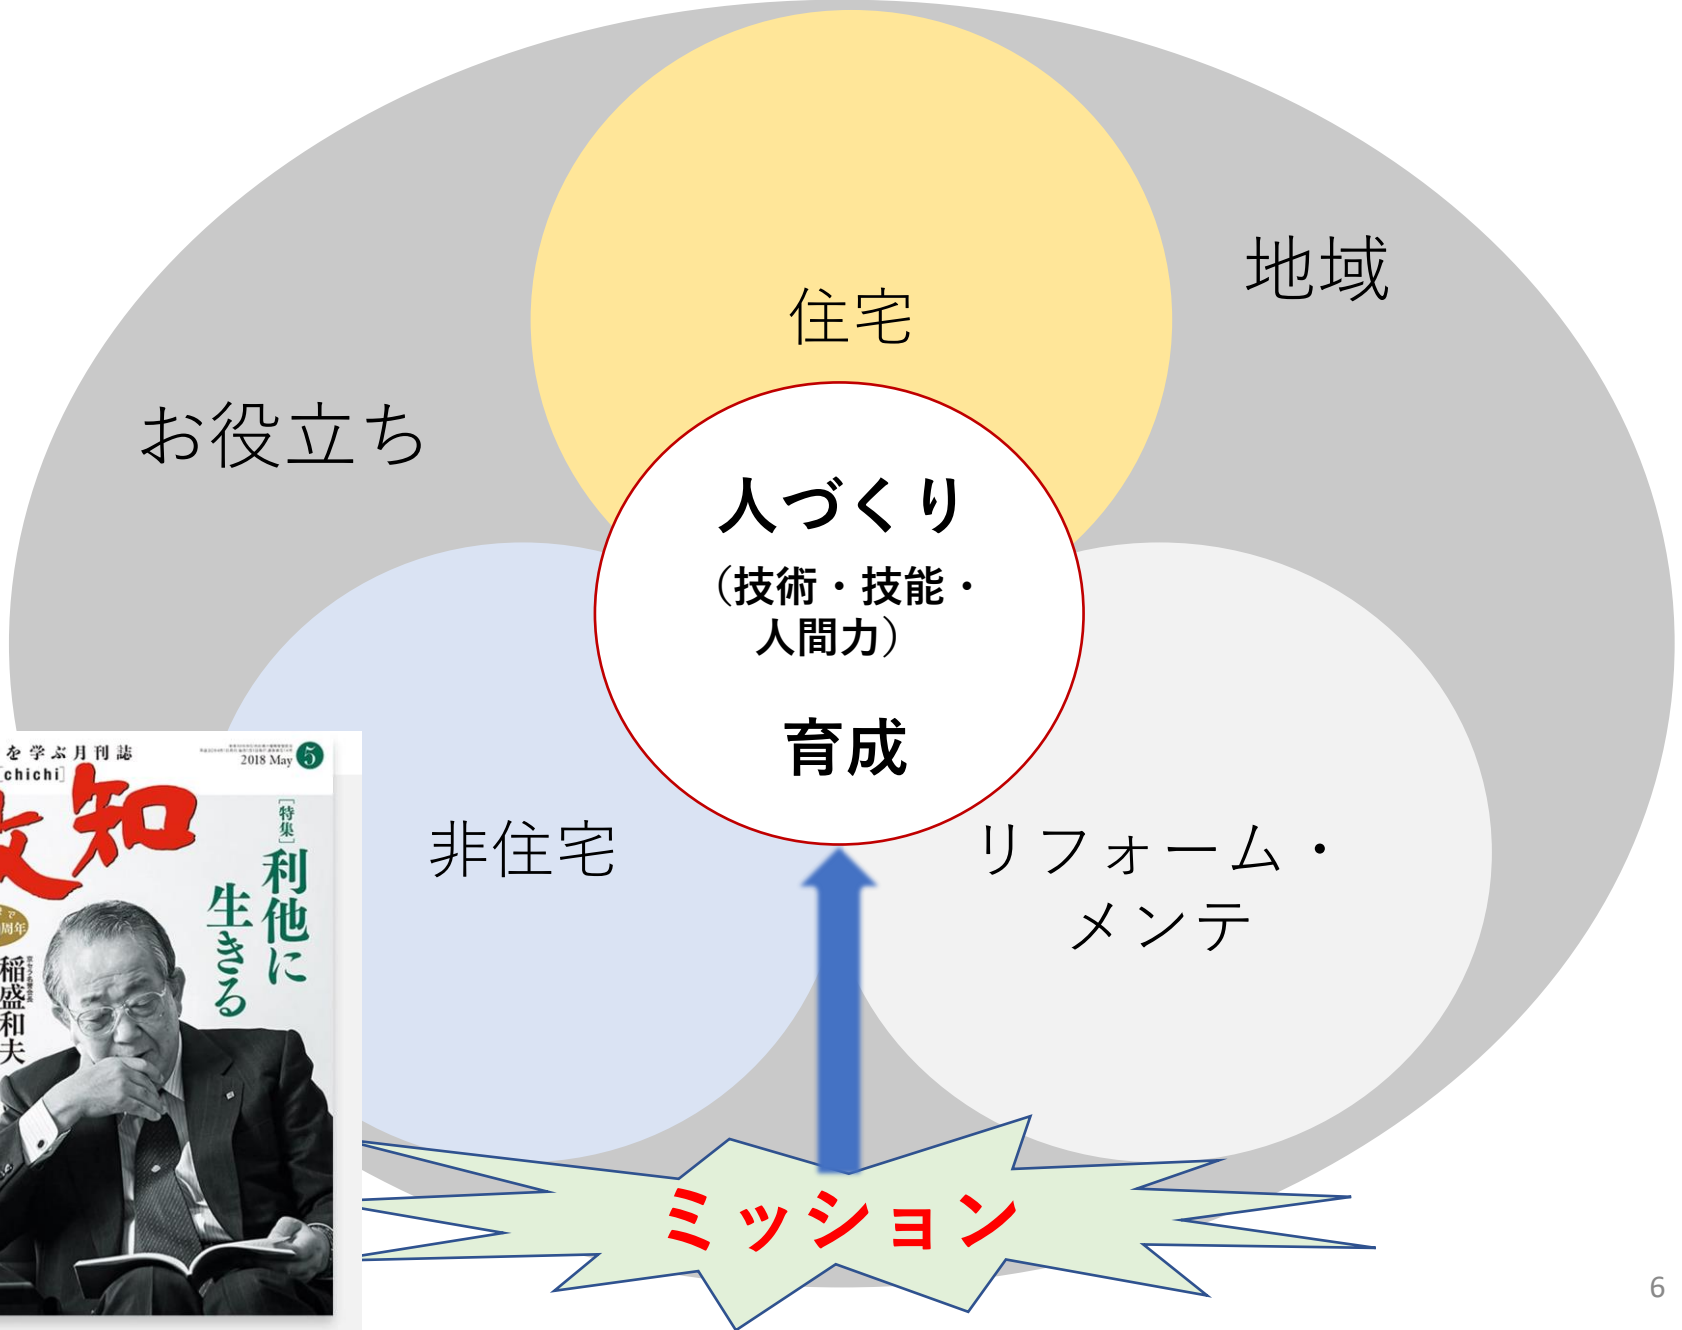 住宅
地域
お役立ち
人づくり
（技術・技能・
人間力）
育成
非住宅
リフォーム・
メンテ
ミッション
を学ぶ月刊誌
[chichi]
2018 May 5
致知
[特集]
利他に
生きる
周年
稲盛和夫
6